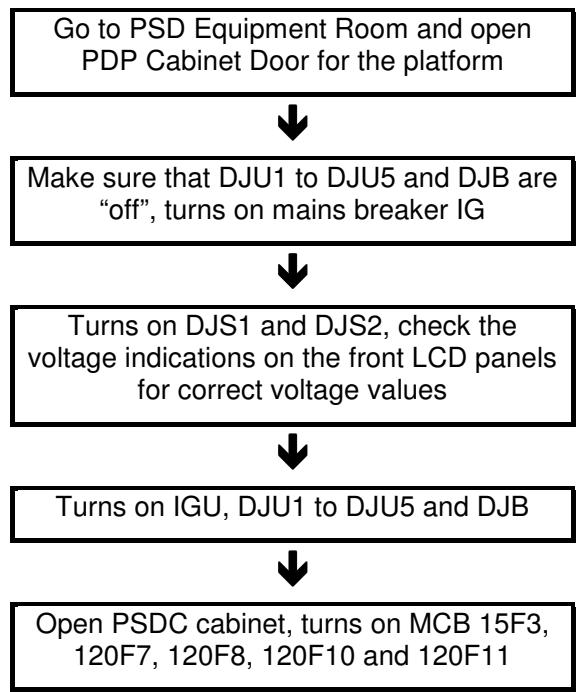 Go to PSD Equipment Room and open
PDP Cabinet Door for the platform
Make sure that DJU1 to DJU5 and DJB are
“off”, turns on mains breaker IG
Turns on DJS1 and DJS2, check the
voltage indications on the front LCD panels
for correct voltage values
Turns on IGU, DJU1 to DJU5 and DJB
Open PSDC cabinet, turns on MCB 15F3,
120F7, 120F8, 120F10 and 120F11